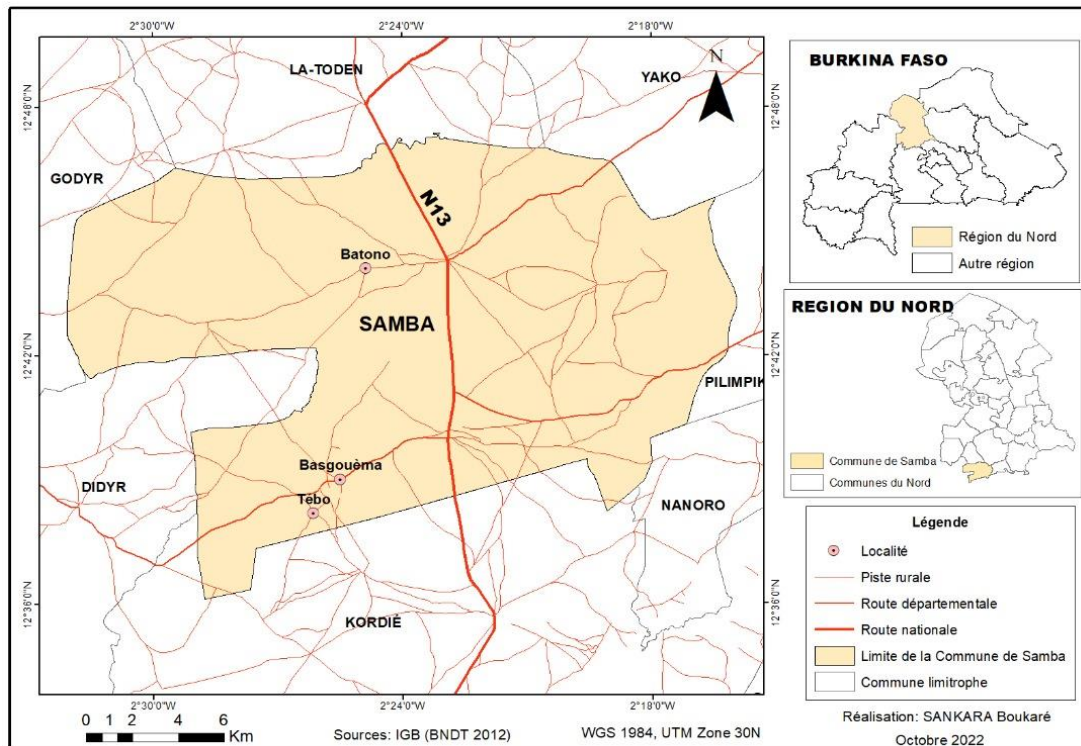 2°30'0"W 2°24'0"W 2°18'0"W
LA-TODEN
YAKO
N
12°48'0"N
12°48'0"N
GODYR
N13
Batono
SAMBA
12°42'0"N
12°42'0"N
PILIMPIK
Basgouèma
DIDYR
Tébo
NANORO
12°36'0"N
12°36'0"N
KORDIÉ
2°30'0"W 2°24'0"W 2°18'0"W
0 1 2 4 6
Km
Sources: IGB (BNDT 2012)
WGS 1984, UTM Zone 30N
BURKINA FASO
Région du Nord
Autre région
REGION DU NORD
Commune de Samba
Communes du Nord
Légende
Localité
Piste rurale
Route départementale
Route nationale
Limite de la Commune de Samba
Commune limitrophe
Réalisation: SANKARA Boukaré
Octobre 2022